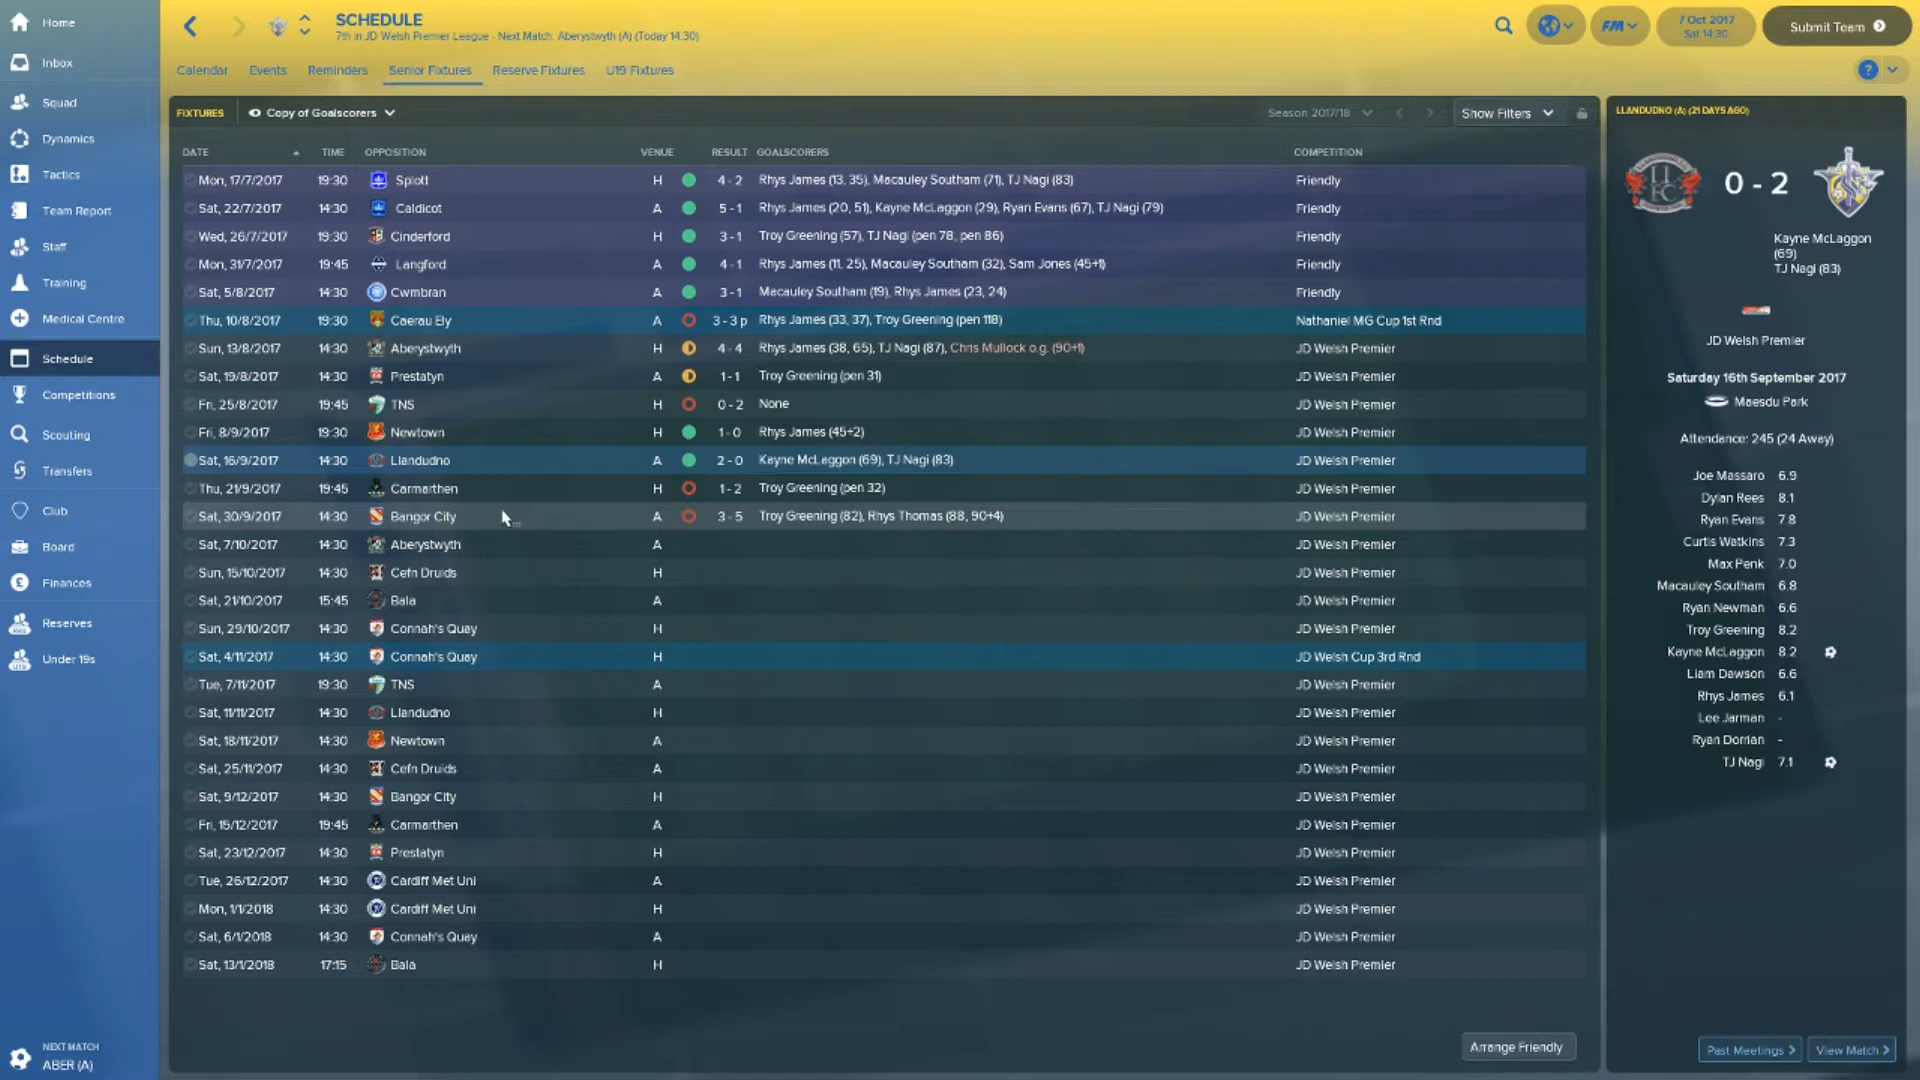 Home
Inbox
Squad
Dynamics
Tactics
Team Report
Staff
Training
Medical Centre
Schedule
Competitions
Scouting
Transfers
Club
Board
Finances
Reserves
Under 19s
NEXT MATCH
ABER (A)
SCHEDULE
7th in JD Welsh Premier League - Next Match: Aberystwyth (A) (Today 14:30)
FM
7 Oct 2017
Sat 14:30
Submit Team
Calendar Events Reminders Senior Fixtures Reserve Fixtures U19 Fixtures
?
FIXTURES Copy of Goalscorers Season 2017/18 Show Filters
DATE TIME OPPOSITION VENUE RESULT GOALSCORERS COMPETITION
Mon, 17/7/2017 19:30 Splott H 4 - 2 Rhys James (13, 35), Macauley Southam (71), TJ Nagi (83) Friendly
Sat, 22/7/2017 14:30 Caldicot A 5 - 1 Rhys James (20, 51), Kayne McLaggon (29), Ryan Evans (67), TJ Nagi (79) Friendly
Wed, 26/7/2017 19:30 Cinderford H 3 - 1 Troy Greening (57), TJ Nagi (pen 78, pen 86) Friendly
Mon, 31/7/2017 19:45 Langford A 4 - 1 Rhys James (11, 25), Macauley Southam (32), Sam Jones (45+1) Friendly
Sat, 5/8/2017 14:30 Cwmbran A 3 - 1 Macauley Southam (19), Rhys James (23, 24) Friendly
Thu, 10/8/2017 19:30 Caerau Ely A 3 - 3 p Rhys James (33, 37), Troy Greening (pen 118) Nathaniel MG Cup 1st Rnd
Sun, 13/8/2017 14:30 Aberystwyth H 4 - 4 Rhys James (38, 65), TJ Nagi (87), Chris Mullock o.g. (90+1) JD Welsh Premier
Sat, 19/8/2017 14:30 Prestatyn A 1 - 1 Troy Greening (pen 31) JD Welsh Premier
Fri, 25/8/2017 19:45 TNS H 0 - 2 None JD Welsh Premier
Fri, 8/9/2017 19:30 Newtown H 1 - 0 Rhys James (45+2) JD Welsh Premier
Sat, 16/9/2017 14:30 Llandudno A 2 - 0 Kayne McLaggon (69), TJ Nagi (83) JD Welsh Premier
Thu, 21/9/2017 19:45 Carmarthen H 1 - 2 Troy Greening (pen 32) JD Welsh Premier
Sat, 30/9/2017 14:30 Bangor City A 3 - 5 Troy Greening (82), Rhys Thomas (88, 90+4) JD Welsh Premier
Sat, 7/10/2017 14:30 Aberystwyth A JD Welsh Premier
Sun, 15/10/2017 14:30 Cefn Druids H JD Welsh Premier
Sat, 21/10/2017 15:45 Bala A JD Welsh Premier
Sun, 29/10/2017 14:30 Connah's Quay H JD Welsh Premier
Sat, 4/11/2017 14:30 Connah's Quay H JD Welsh Cup 3rd Rnd
Tue, 7/11/2017 19:30 TNS A JD Welsh Premier
Sat, 11/11/2017 14:30 Llandudno H JD Welsh Premier
Sat, 18/11/2017 14:30 Newtown A JD Welsh Premier
Sat, 25/11/2017 14:30 Cefn Druids A JD Welsh Premier
Sat, 9/12/2017 14:30 Bangor City H JD Welsh Premier
Fri, 15/12/2017 19:45 Carmarthen A JD Welsh Premier
Sat, 23/12/2017 14:30 Prestatyn H JD Welsh Premier
Tue, 26/12/2017 14:30 Cardiff Met Uni A JD Welsh Premier
Mon, 1/1/2018 14:30 Cardiff Met Uni H JD Welsh Premier
Sat, 6/1/2018 14:30 Connah's Quay A JD Welsh Premier
Sat, 13/1/2018 17:15 Bala H JD Welsh Premier
Arrange Friendly
LLANDUDNO (A) (21 DAYS AGO)
0 - 2
Kayne McLaggon
(69)
TJ Nagi (83)
JD Welsh Premier
Saturday 16th September 2017
Maesdu Park
Attendance: 245 (24 Away)
Joe Massaro 6.9
Dylan Rees 8.1
Ryan Evans 7.8
Curtis Watkins 7.3
Max Penk 7.0
Macauley Southam 6.8
Ryan Newman 6.6
Troy Greening 8.2
Kayne McLaggon 8.2
Liam Dawson 6.6
Rhys James 6.1
Lee Jarman -
Ryan Dorrian -
TJ Nagi 7.1
Past Meetings View Match